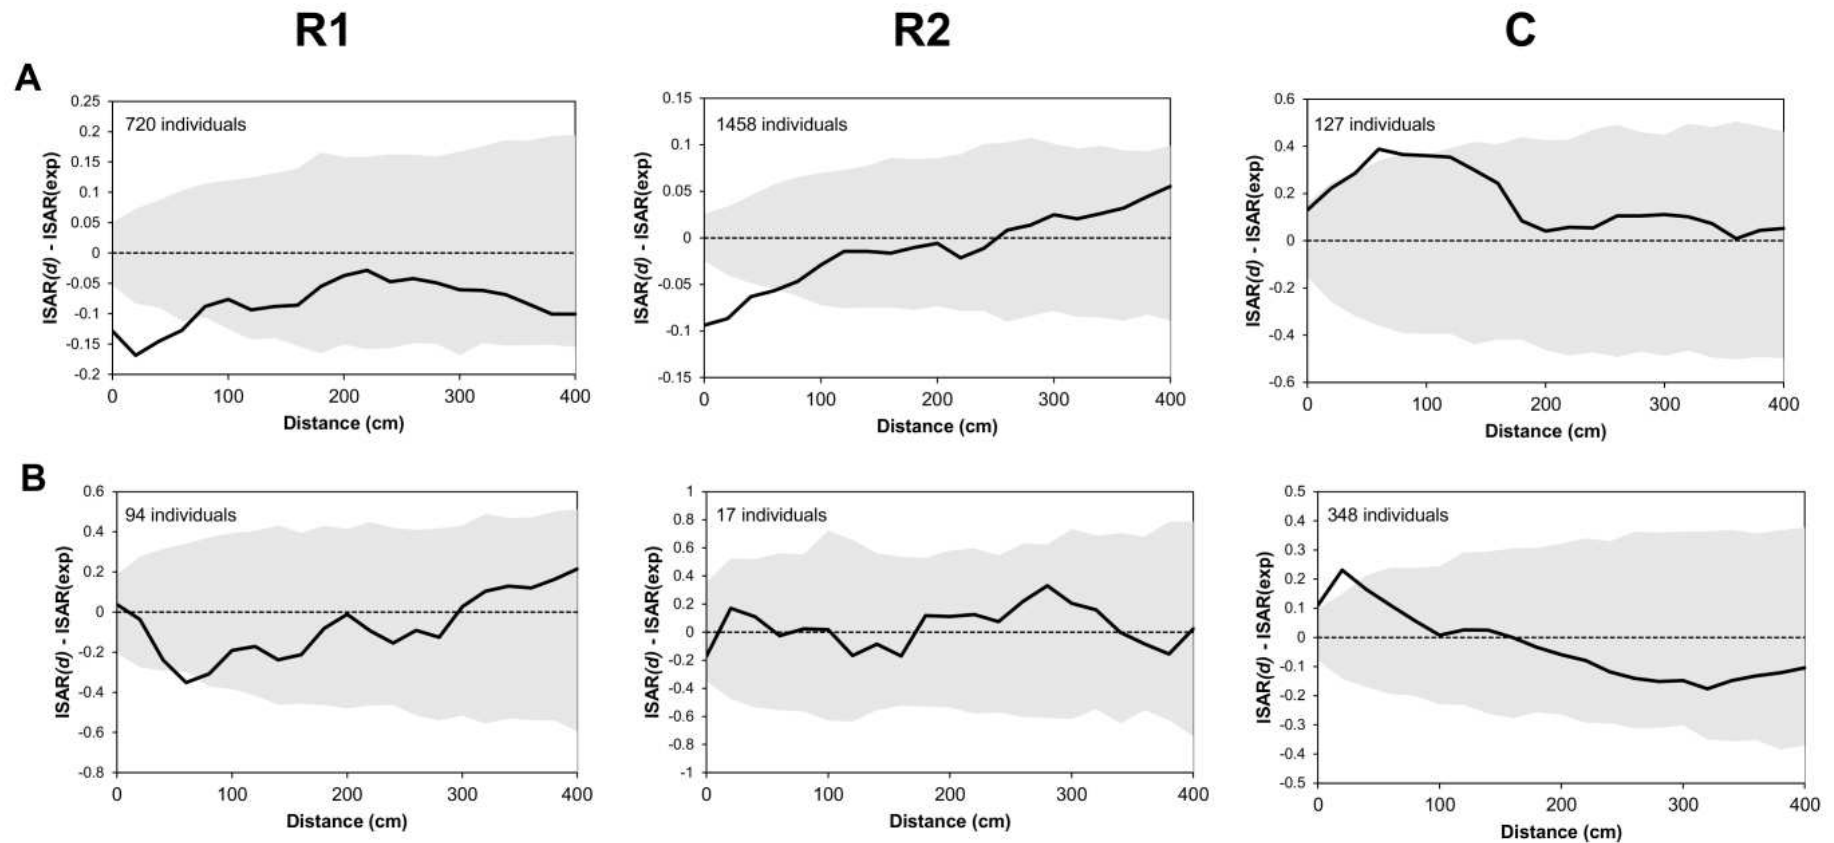 R1
R2
C
A
ISAR(d) - ISAR(exp)
0.25
0.2
0.15
0.1
0.05
0
-0.05
-0.1
-0.15
-0.2
720 individuals
0 100 200 300 400
Distance (cm)
ISAR(d) - ISAR(exp)
0.15
0.1
0.05
0
-0.05
-0.1
-0.15
1458 individuals
0 100 200 300 400
Distance (cm)
ISAR(d) - ISAR(exp)
0.6
0.4
0.2
0
-0.2
-0.4
-0.6
127 individuals
0 100 200 300 400
Distance (cm)
B
ISAR(d) - ISAR(exp)
0.6
0.4
0.2
0
-0.2
-0.4
-0.6
-0.8
94 individuals
0 100 200 300 400
Distance (cm)
ISAR(d) - ISAR(exp)
1
0.8
0.6
0.4
0.2
0
-0.2
-0.4
-0.6
-0.8
-1
17 individuals
0 100 200 300 400
Distance (cm)
ISAR(d) - ISAR(exp)
0.5
0.4
0.3
0.2
0.1
0
-0.1
-0.2
-0.3
-0.4
-0.5
348 individuals
0 100 200 300 400
Distance (cm)